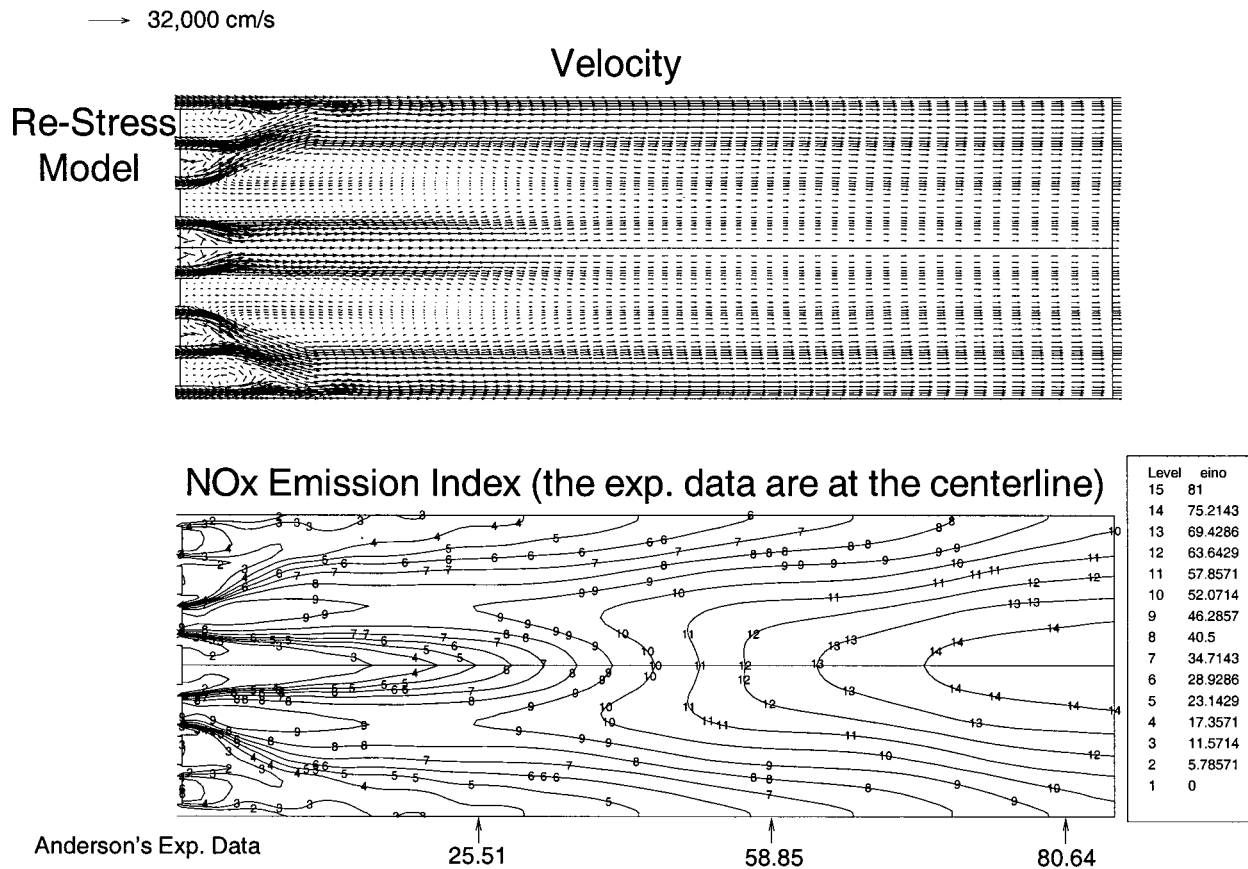 32,000 cm/s
Velocity
Re-Stress
Model
NOx Emission Index (the exp. data are at the centerline)
Level eino
15 81
14 75.2143
13 69.4286
12 63.6429
11 57.8571
10 52.0714
9 46.2857
8 40.5
7 34.7143
6 28.9286
5 23.1429
4 17.3571
3 11.5714
2 5.78571
1 0
Anderson's Exp. Data
25.51
58.85
80.64